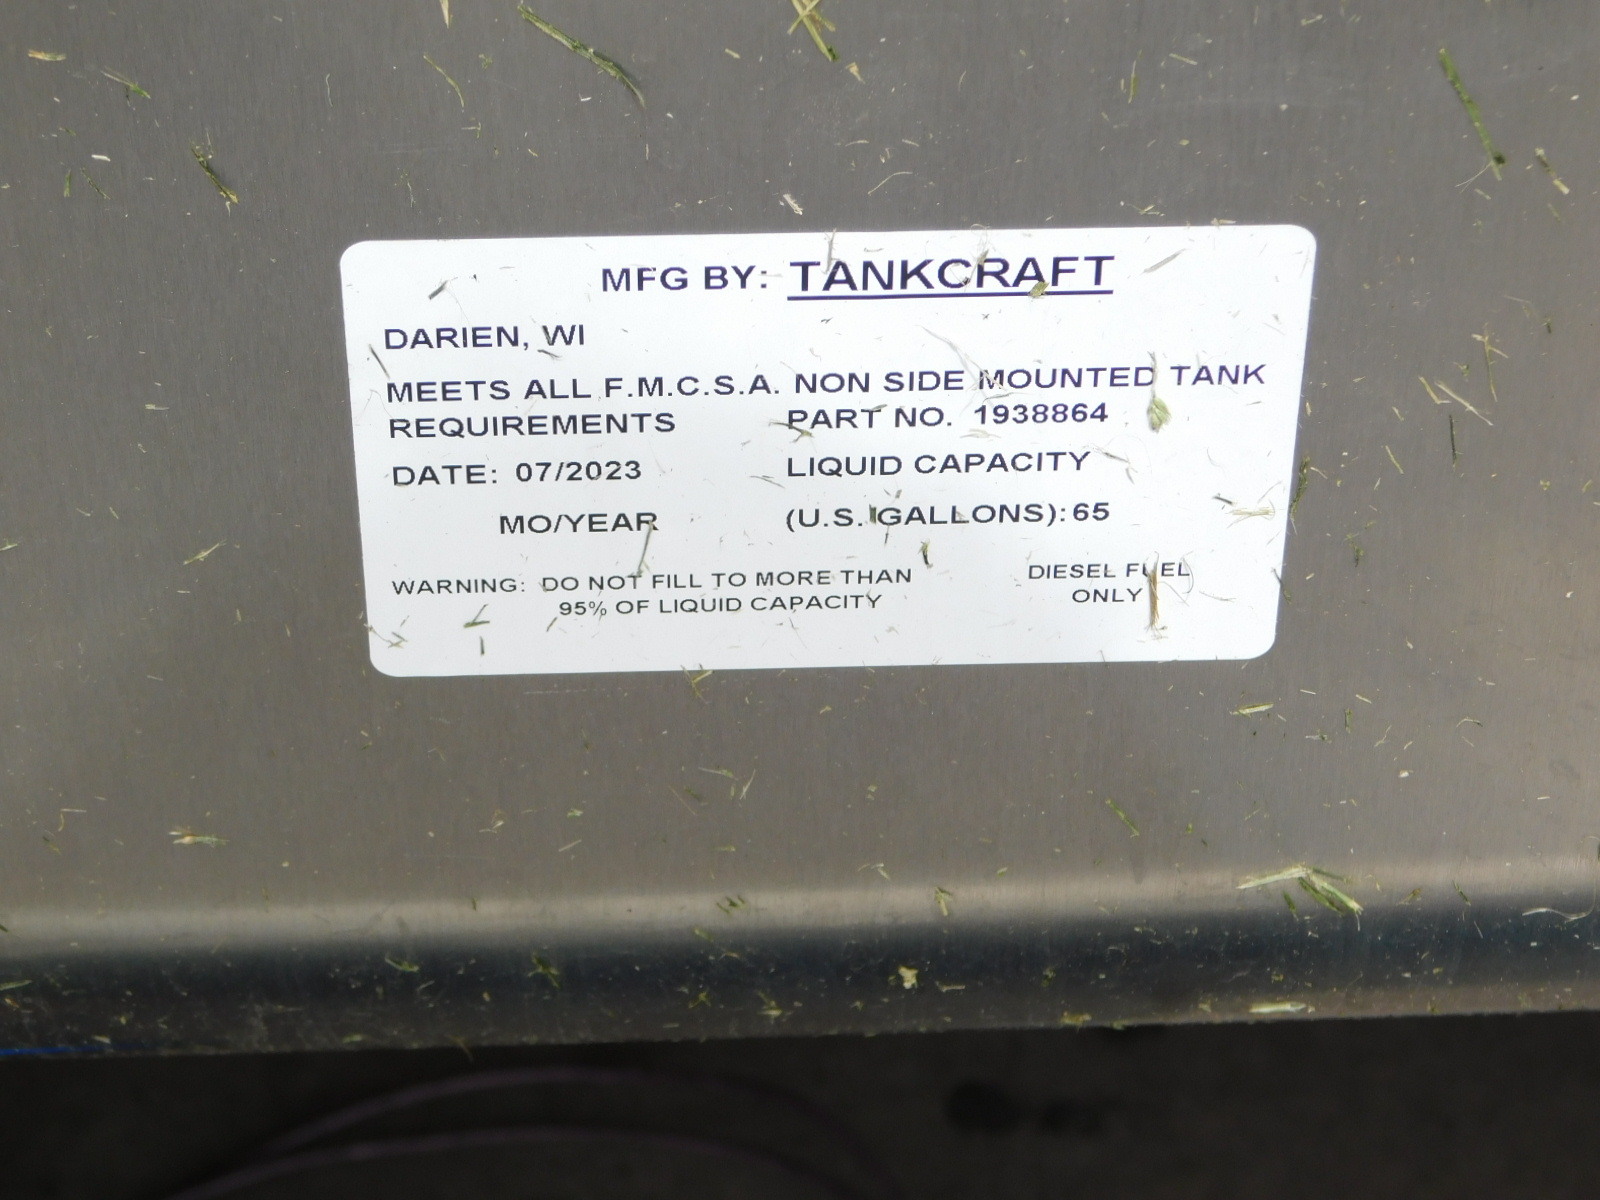 MFG BY: TANKCRAFT
DARIEN, WI
MEETS ALL F.M.C.S.A. NON SIDE MOUNTED TANK
REQUIREMENTS PART NO. 1938864
DATE: 07/2023 LIQUID CAPACITY
MO/YEAR (U.S. GALLONS): 65
WARNING: DO NOT FILL TO MORE THAN DIESEL FUEL
95% OF LIQUID CAPACITY ONLY